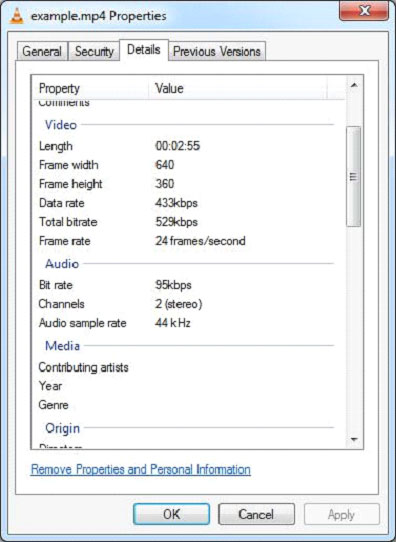 example.mp4 Properties
General Security Details Previous Versions
Property Value
Comments
Video
Length 00:02:55
Frame width 640
Frame height 360
Data rate 433kbps
Total bitrate 529kbps
Frame rate 24 frames/second
Audio
Bit rate 95kbps
Channels 2 (stereo)
Audio sample rate 44 kHz
Media
Contributing artists
Year
Genre
Origin
Remove Properties and Personal Information
OK Cancel Apply